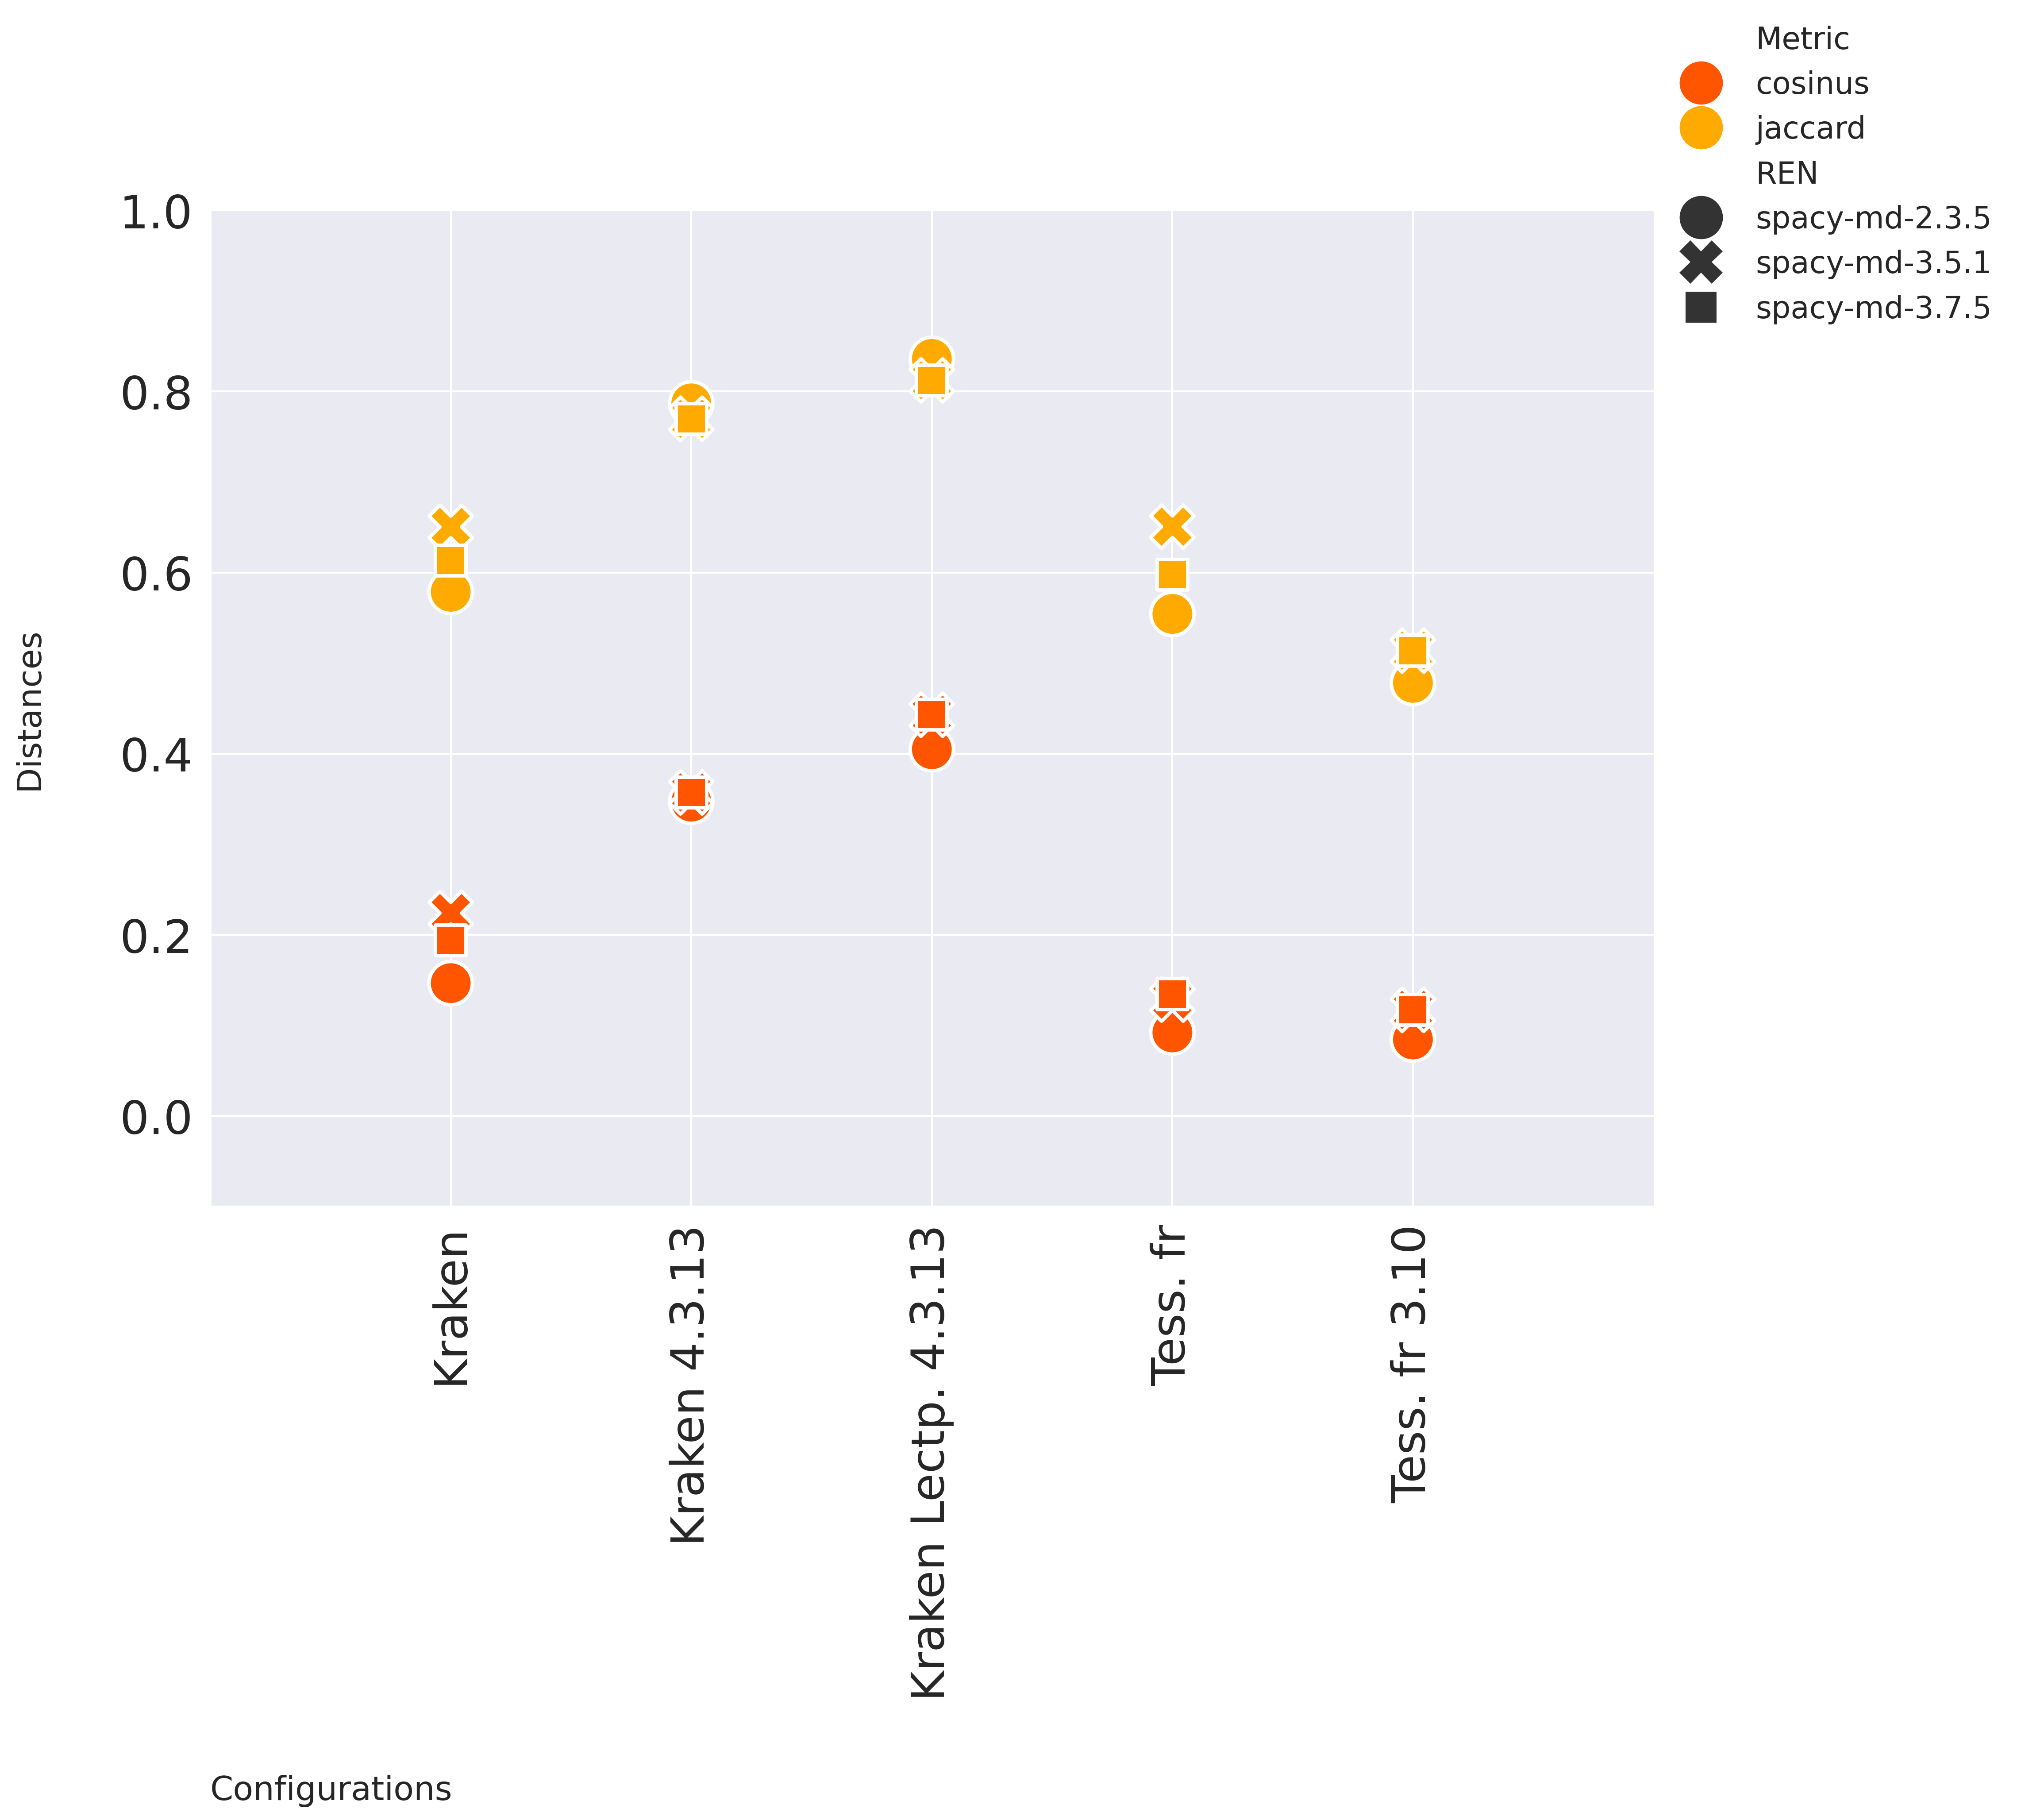 Metric
cosinus
jaccard
REN
spacy-md-2.3.5
spacy-md-3.5.1
spacy-md-3.7.5
1.0
0.8
0.6
0.4
0.2
0.0
Distances
Kraken
Kraken 4.3.13
Kraken Lectp. 4.3.13
Tess. fr
Tess. fr 3.10
Configurations